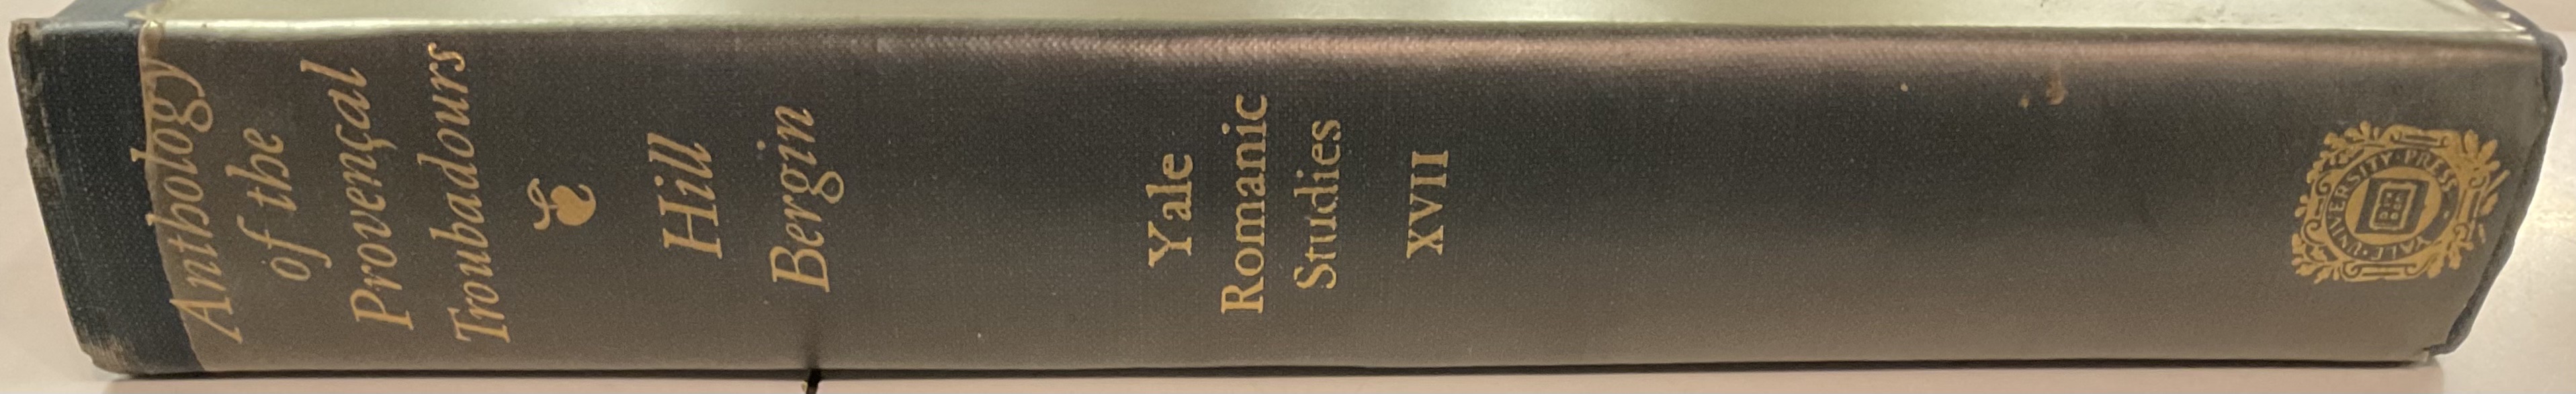 Anthology
of the
Provençal
Troubadours
Hill
Bergin
Yale
Romanic
Studies
XVII
YALE·UNIVERSITY·PRESS